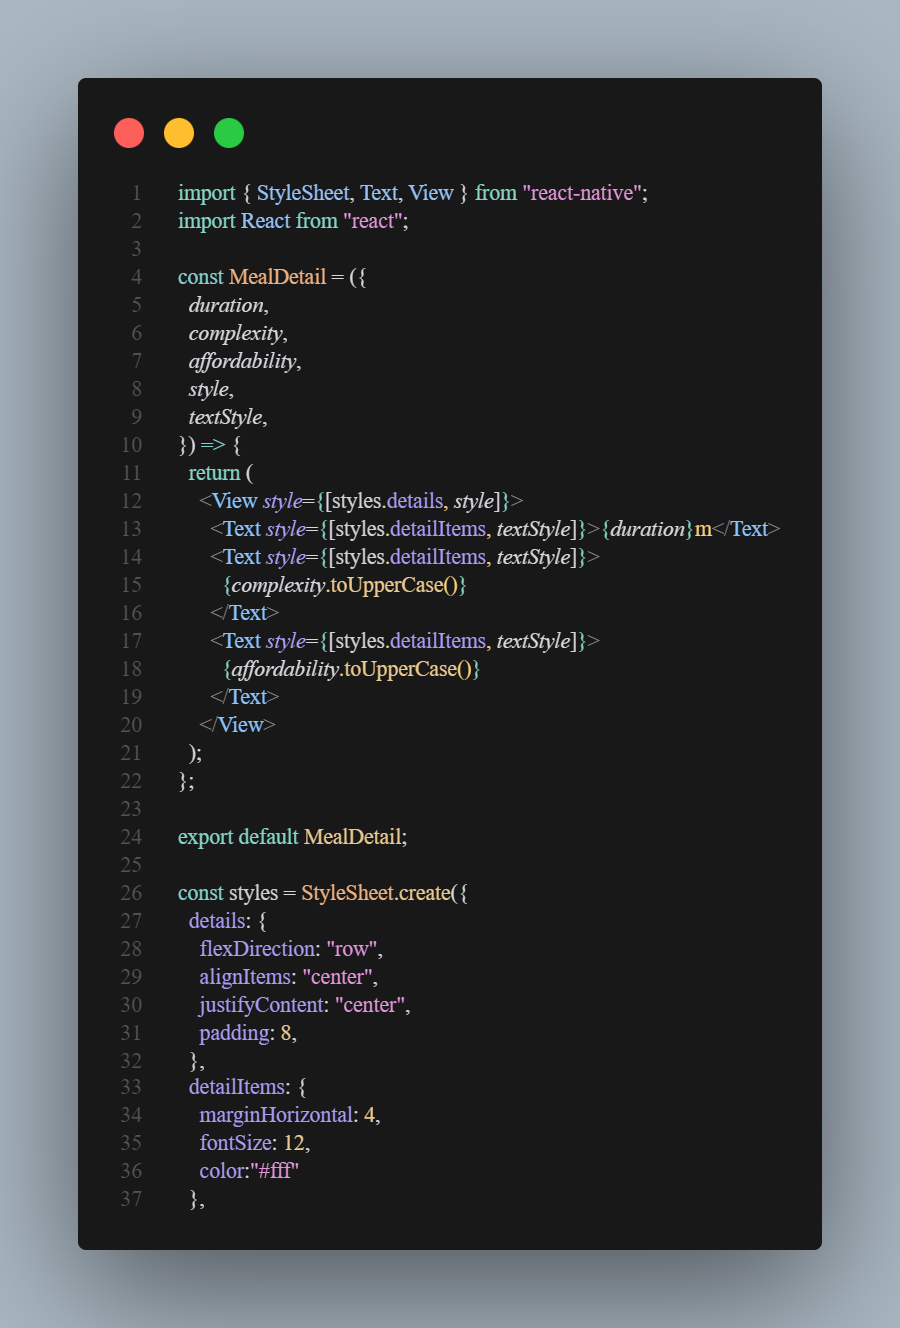 1 import { StyleSheet, Text, View } from "react-native";
2 import React from "react";
3
4 const MealDetail = ({
5   duration,
6   complexity,
7   affordability,
8   style,
9   textStyle,
10 }) => {
11   return (
12     <View style={[styles.details, style]}>
13       <Text style={[styles.detailItems, textStyle]}>{duration}m</Text>
14       <Text style={[styles.detailItems, textStyle]}>
15         {complexity.toUpperCase()}
16       </Text>
17       <Text style={[styles.detailItems, textStyle]}>
18         {affordability.toUpperCase()}
19       </Text>
20     </View>
21   );
22 };
23
24 export default MealDetail;
25
26 const styles = StyleSheet.create({
27   details: {
28     flexDirection: "row",
29     alignItems: "center",
30     justifyContent: "center",
31     padding: 8,
32   },
33   detailItems: {
34     marginHorizontal: 4,
35     fontSize: 12,
36     color:"#fff"
37   },